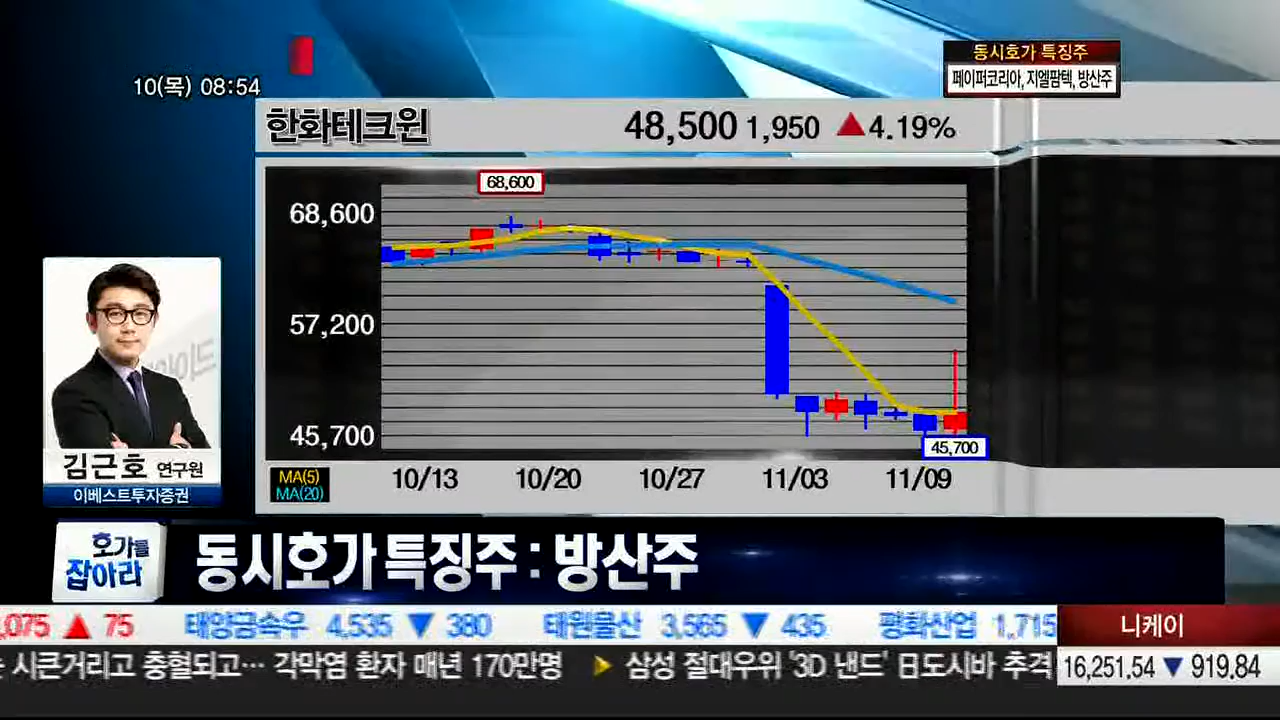 동시호가 특징주
페이퍼코리아, 지엘팜텍, 방산주
10(목) 08:54
한화테크윈 48,500 1,950 ▲4.19%
68,600
68,600
57,200
45,700
45,700
MA(5)
MA(20)
10/13 10/20 10/27 11/03 11/09
김근호 연구원
이베스트투자증권
호가를
잡아라
동시호가 특징주 : 방산주
,075 ▲ 75 태양금속우 4,535 ▼ 380 태원물산 3,565 ▼ 435 평화산업 1,715
니케이
시큰거리고 충혈되고… 각막염 환자 매년 170만명 ▶ 삼성 절대우위 '3D 낸드' 日도시바 추격
16,251.54 ▼ 919.84